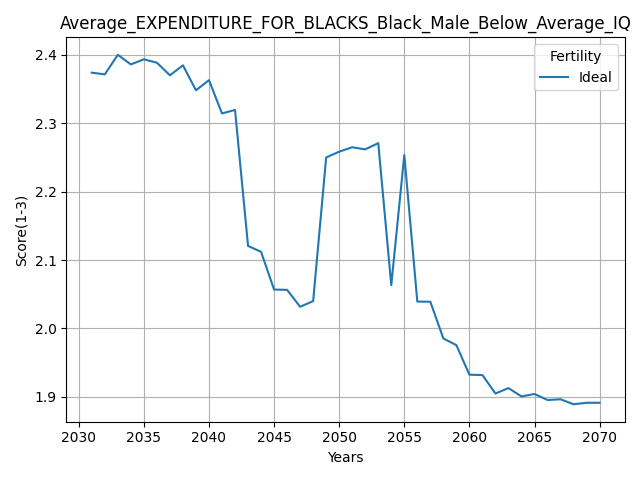 Average_EXPENDITURE_FOR_BLACKS_Black_Male_Below_Average_IQ
Fertility
Ideal
Score(1-3)
2.4
2.3
2.2
2.1
2.0
1.9
2030 2035 2040 2045 2050 2055 2060 2065 2070
Years